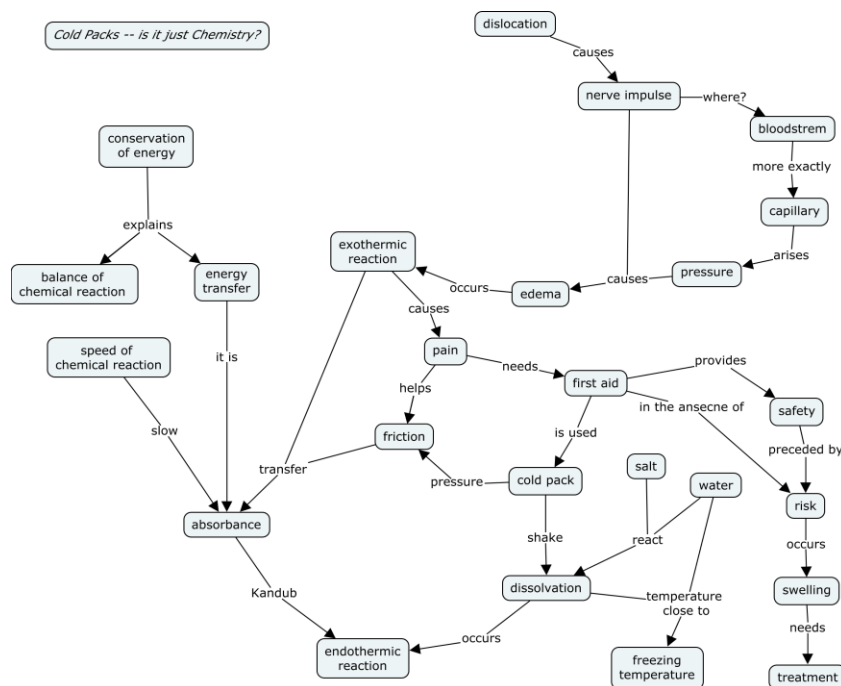 Cold Packs -- is it just Chemistry?
dislocation
causes
nerve impulse
where?
bloodstrem
more exactly
capillary
arises
pressure
causes
edema
occurs
exothermic
reaction
conservation
of energy
explains
balance of
chemical reaction
energy
transfer
it is
speed of
chemical reaction
slow
causes
pain
helps
friction
needs
first aid
provides
safety
in the ansecne of
preceded by
risk
is used
cold pack
pressure
transfer
absorbance
salt
water
shake
react
dissolvation
occurs
swelling
needs
treatment
Kandub
temperature
close to
occurs
endothermic
reaction
freezing
temperature